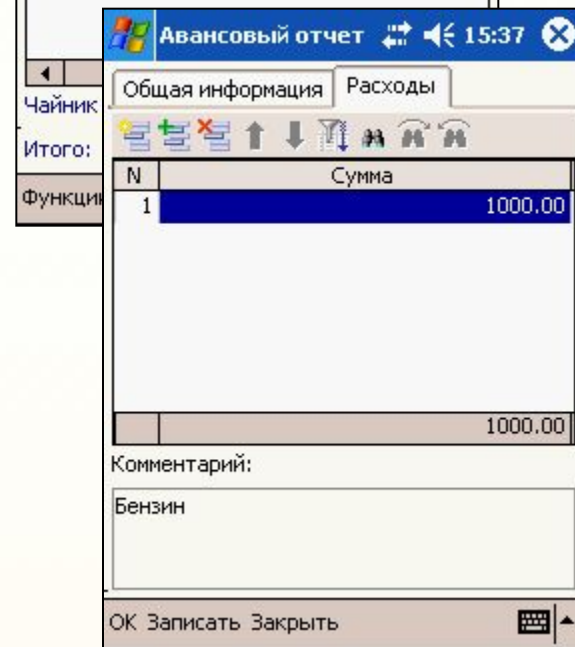 Чайник
Итого:
Авансовый отчет 15:37
Общая информация Расходы
N Сумма
1 1000.00
1000.00
Комментарий:
Бензин
ОК Записать Закрыть